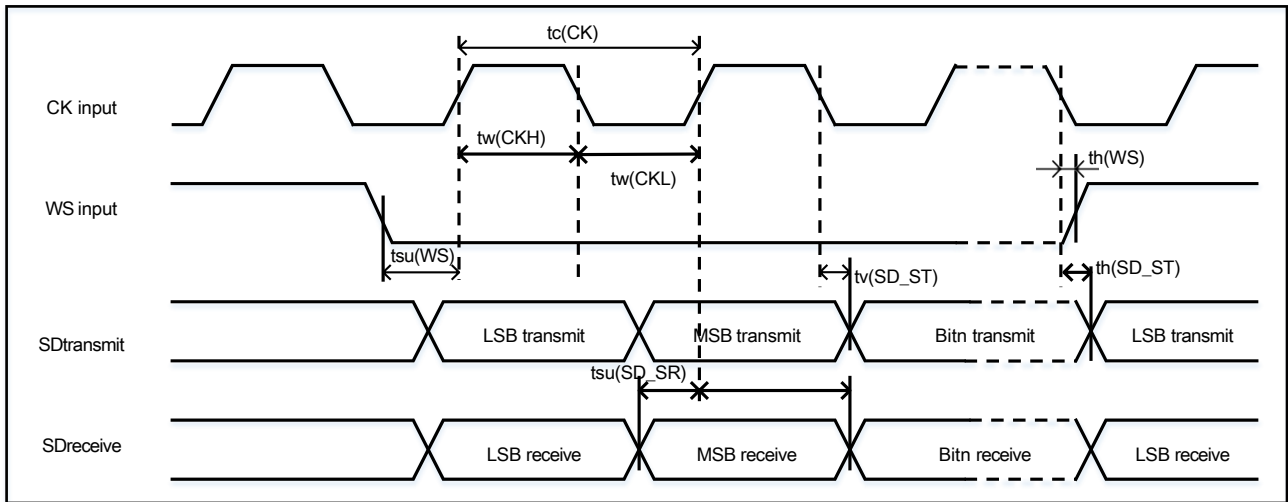 tc(CK)
CK input
tw(CKH)
tw(CKL)
th(WS)
WS input
tsu(WS)
tv(SD_ST)
th(SD_ST)
SDtransmit
LSB transmit
MSB transmit
Bitn transmit
LSB transmit
tsu(SD_SR)
SDreceive
LSB receive
MSB receive
Bitn receive
LSB receive